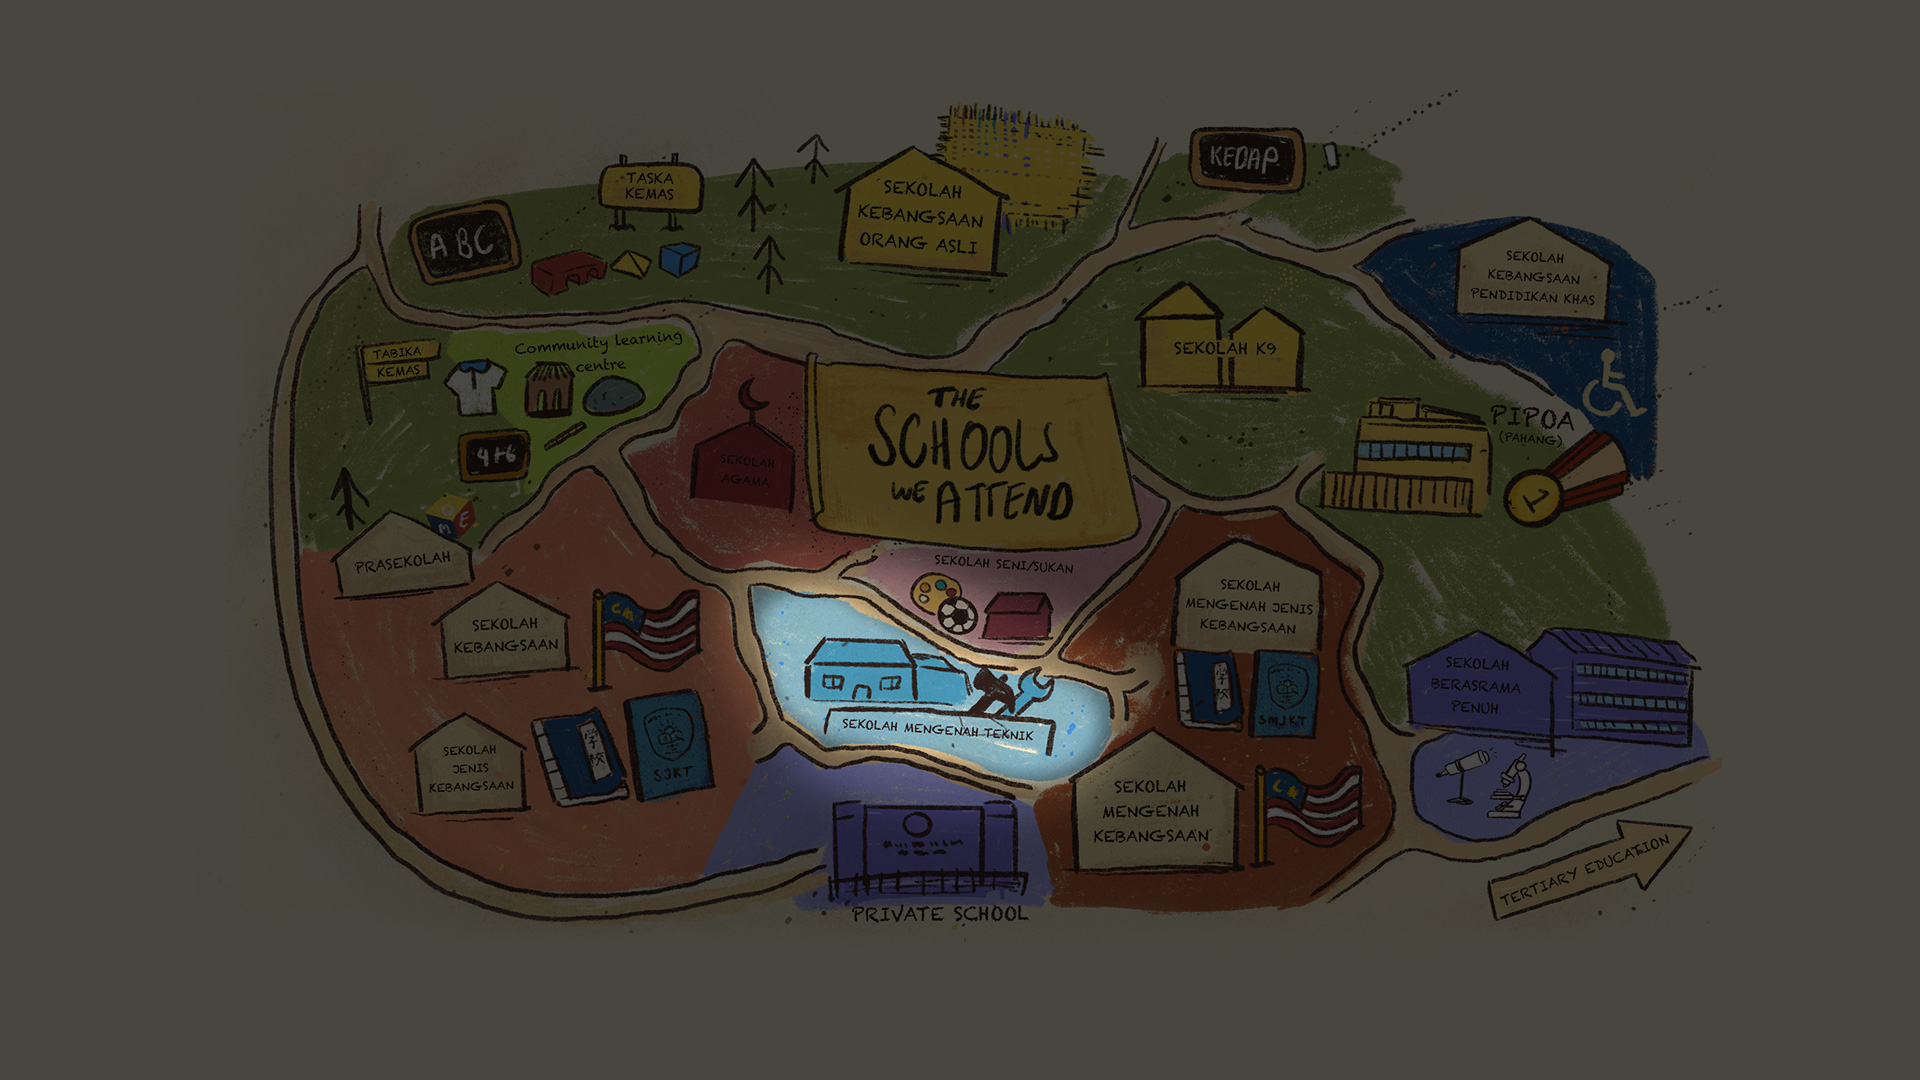 KEDAP
TASKA
KEMAS
SEKOLAH
KEBANGSAAN
ORANG ASLI
ABC
SEKOLAH
KEBANGSAAN
PENDIDIKAN KHAS
Community learning
centre
TABIKA
KEMAS
SEKOLAH K9
THE
SCHOOLS
WE ATTEND
PIPOA
(PAHANG)
SEKOLAH
AGAMA
4+6
1
O
M E
PRASEKOLAH
SEKOLAH SENI/SUKAN
SEKOLAH
KEBANGSAAN
SEKOLAH
MENGENAH JENIS
KEBANGSAAN
学校
SMJKT
SEKOLAH
BERASRAMA
PENUH
SEKOLAH MENGENAH TEKNIK
SEKOLAH
JENIS
KEBANGSAAN
学校
SJKT
SEKOLAH
MENGENAH
KEBANGSAAN
PRIVATE SCHOOL
TERTIARY EDUCATION